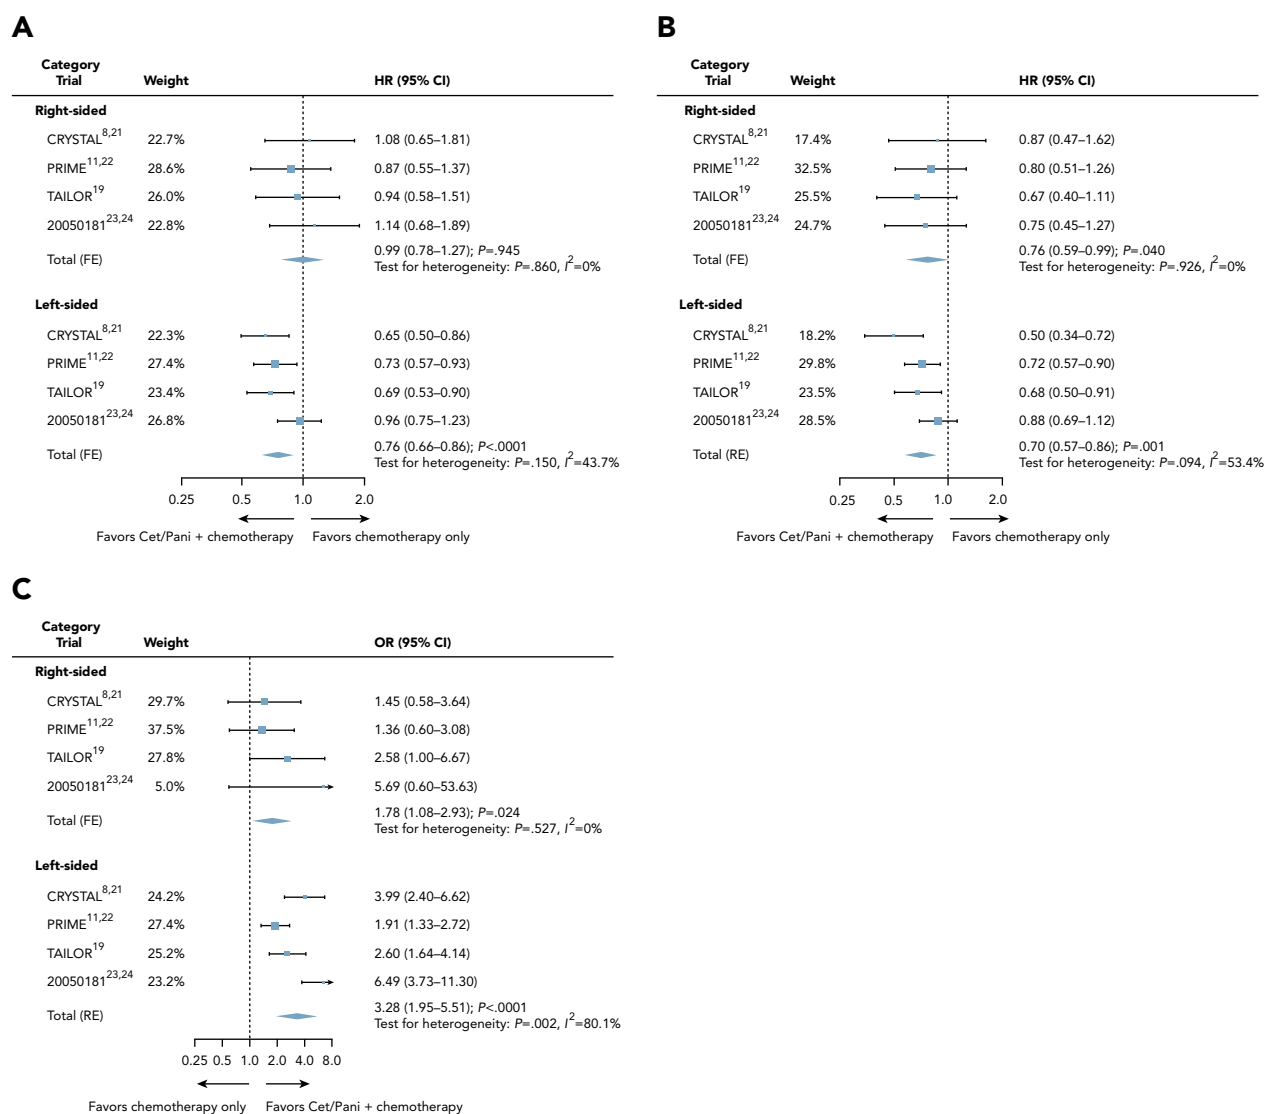 A
Category
Trial Weight HR (95% CI)
Right-sided
CRYSTAL8,21 22.7% 1.08 (0.65–1.81)
PRIME11,22 28.6% 0.87 (0.55–1.37)
TAILOR19 26.0% 0.94 (0.58–1.51)
2005018123,24 22.8% 1.14 (0.68–1.89)
Total (FE) 0.99 (0.78–1.27); P=.945
Test for heterogeneity: P=.860, I2=0%
Left-sided
CRYSTAL8,21 22.3% 0.65 (0.50–0.86)
PRIME11,22 27.4% 0.73 (0.57–0.93)
TAILOR19 23.4% 0.69 (0.53–0.90)
2005018123,24 26.8% 0.96 (0.75–1.23)
Total (FE) 0.76 (0.66–0.86); P<.0001
Test for heterogeneity: P=.150, I2=43.7%
0.25 0.5 1.0 2.0
Favors Cet/Pani + chemotherapy Favors chemotherapy only
B
Category
Trial Weight HR (95% CI)
Right-sided
CRYSTAL8,21 17.4% 0.87 (0.47–1.62)
PRIME11,22 32.5% 0.80 (0.51–1.26)
TAILOR19 25.5% 0.67 (0.40–1.11)
2005018123,24 24.7% 0.75 (0.45–1.27)
Total (FE) 0.76 (0.59–0.99); P=.040
Test for heterogeneity: P=.926, I2=0%
Left-sided
CRYSTAL8,21 18.2% 0.50 (0.34–0.72)
PRIME11,22 29.8% 0.72 (0.57–0.90)
TAILOR19 23.5% 0.68 (0.50–0.91)
2005018123,24 28.5% 0.88 (0.69–1.12)
Total (RE) 0.70 (0.57–0.86); P=.001
Test for heterogeneity: P=.094, I2=53.4%
0.25 0.5 1.0 2.0
Favors Cet/Pani + chemotherapy Favors chemotherapy only
C
Category
Trial Weight OR (95% CI)
Right-sided
CRYSTAL8,21 29.7% 1.45 (0.58–3.64)
PRIME11,22 37.5% 1.36 (0.60–3.08)
TAILOR19 27.8% 2.58 (1.00–6.67)
2005018123,24 5.0% 5.69 (0.60–53.63)
Total (FE) 1.78 (1.08–2.93); P=.024
Test for heterogeneity: P=.527, I2=0%
Left-sided
CRYSTAL8,21 24.2% 3.99 (2.40–6.62)
PRIME11,22 27.4% 1.91 (1.33–2.72)
TAILOR19 25.2% 2.60 (1.64–4.14)
2005018123,24 23.2% 6.49 (3.73–11.30)
Total (RE) 3.28 (1.95–5.51); P<.0001
Test for heterogeneity: P=.002, I2=80.1%
0.25 0.5 1.0 2.0 4.0 8.0
Favors chemotherapy only Favors Cet/Pani + chemotherapy